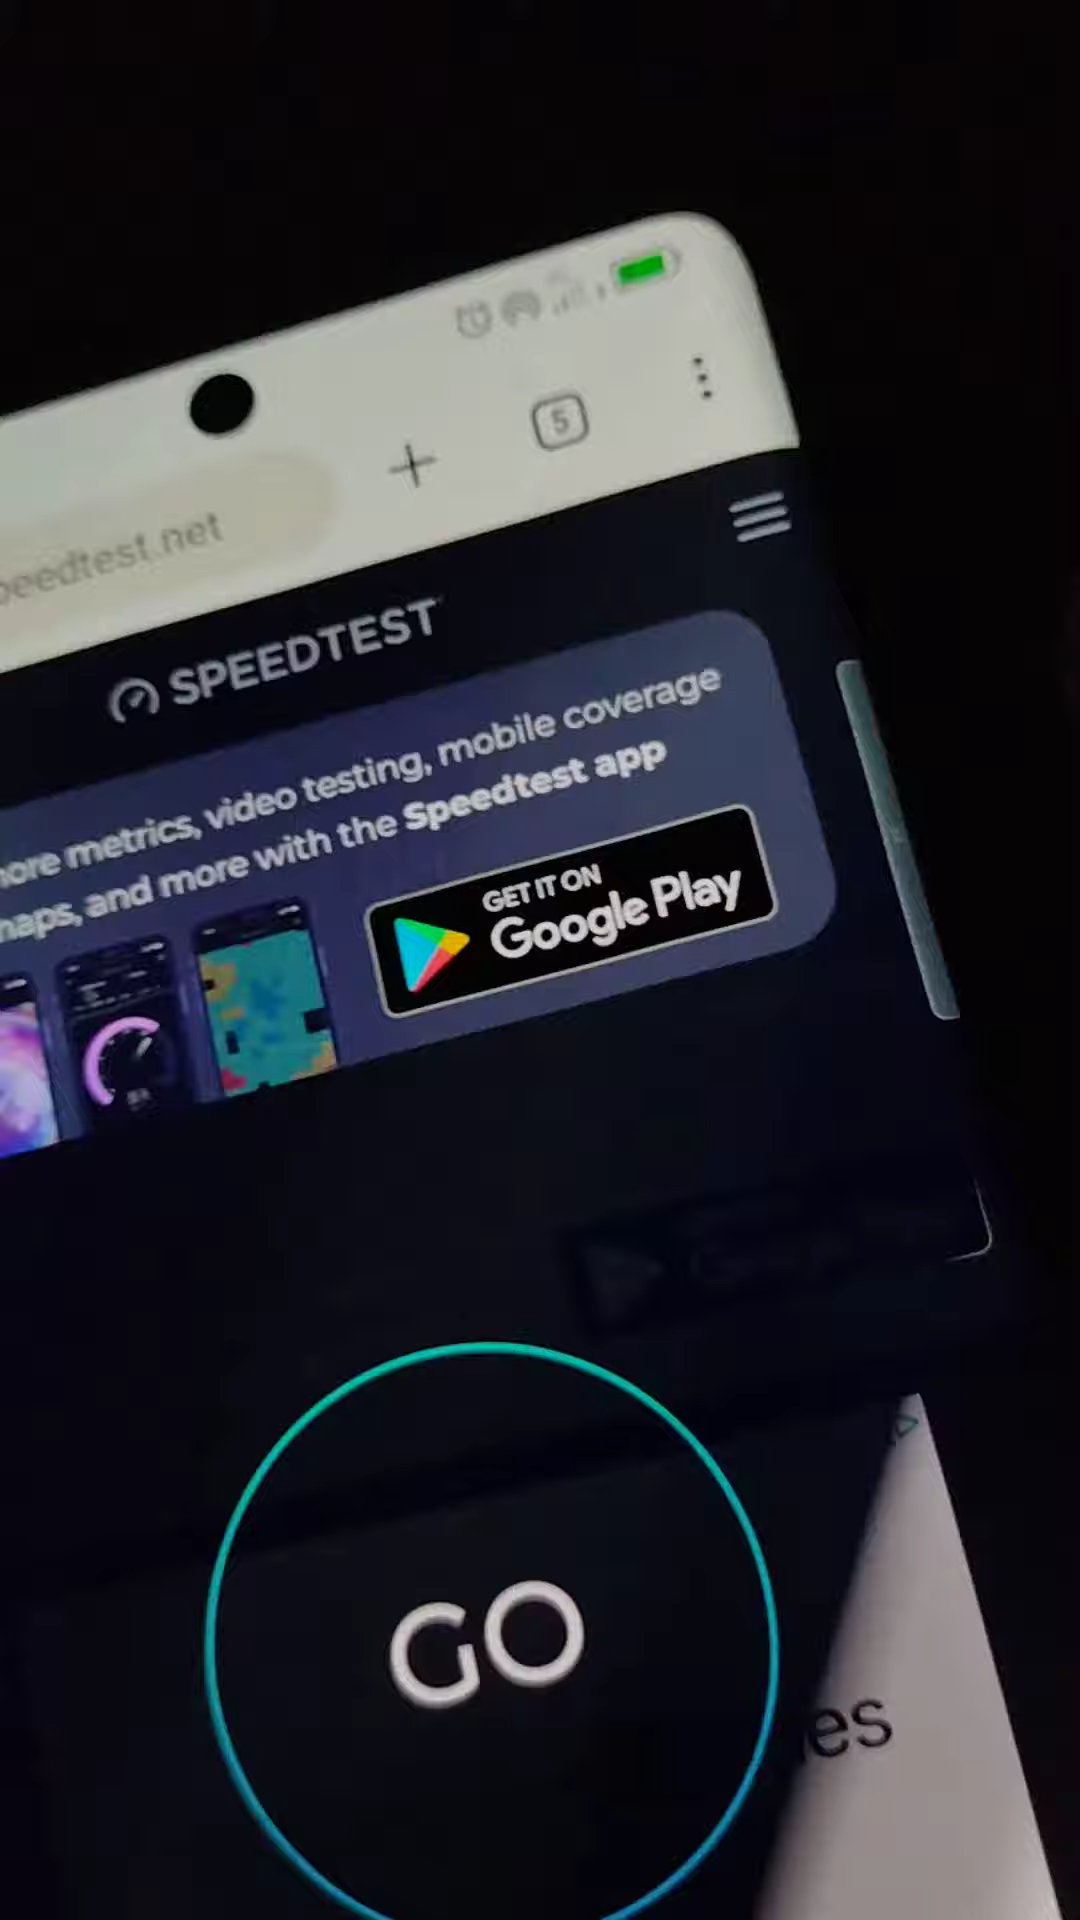 5
peedtest.net
SPEEDTEST
more metrics, video testing, mobile coverage
maps, and more with the Speedtest app
GET IT ON
Google Play
GO
es